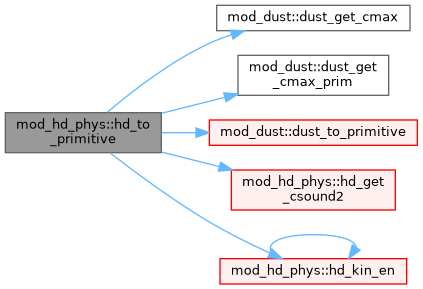 mod_hd_phys::hd_to
_primitive
mod_dust::dust_get_cmax
mod_dust::dust_get
_cmax_prim
mod_dust::dust_to_primitive
mod_hd_phys::hd_get
_csound2
mod_hd_phys::hd_kin_en